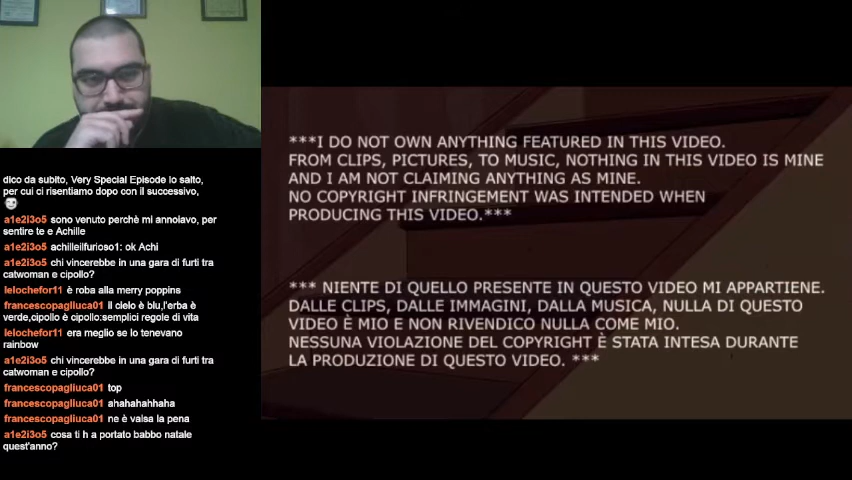 dico da subito, Very Special Episode lo salto,
per cui ci risentiamo dopo con il successivo,
a1e2i3o5 sono venuto perchè mi annoiavo, per
sentire te e Achille
a1e2i3o5 achilleilfurioso1: ok Achi
a1e2i3o5 chi vincerebbe in una gara di furti tra
catwoman e cipollo?
lelochefor11 è roba alla merry poppins
francescopagliuca01 il cielo è blu,l'erba è
verde,cipollo è cipollo:semplici regole di vita
lelochefor11 era meglio se lo tenevano
rainbow
a1e2i3o5 chi vincerebbe in una gara di furti tra
catwoman e cipollo?
francescopagliuca01 top
francescopagliuca01 ahahahahhaha
francescopagliuca01 ne è valsa la pena
a1e2i3o5 cosa ti h a portato babbo natale
quest'anno?
***I DO NOT OWN ANYTHING FEATURED IN THIS VIDEO.
FROM CLIPS, PICTURES, TO MUSIC, NOTHING IN THIS VIDEO IS MINE
AND I AM NOT CLAIMING ANYTHING AS MINE.
NO COPYRIGHT INFRINGEMENT WAS INTENDED WHEN
PRODUCING THIS VIDEO.***
*** NIENTE DI QUELLO PRESENTE IN QUESTO VIDEO MI APPARTIENE.
DALLE CLIPS, DALLE IMMAGINI, DALLA MUSICA, NULLA DI QUESTO
VIDEO È MIO E NON RIVENDICO NULLA COME MIO.
NESSUNA VIOLAZIONE DEL COPYRIGHT È STATA INTESA DURANTE
LA PRODUZIONE DI QUESTO VIDEO. ***